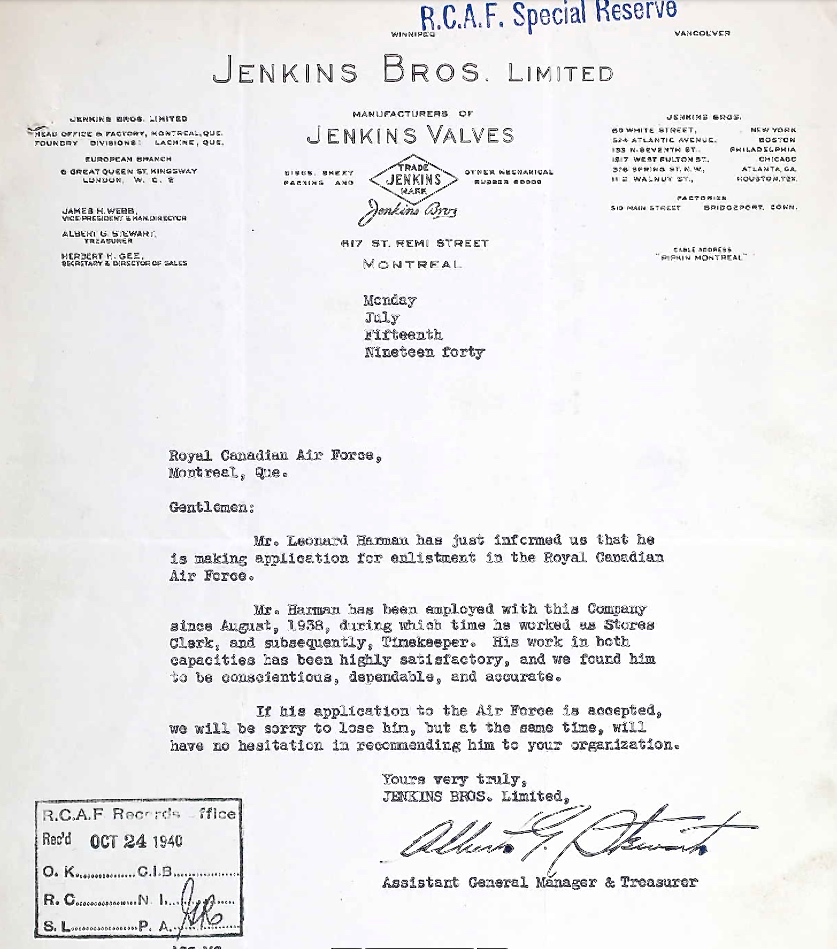 R.C.A.F. Special Reserve
WINNIPEG
VANCOUVER
JENKINS BROS. LIMITED
JENKINS BROS. LIMITED
HEAD OFFICE & FACTORY, MONTREAL, QUE.
FOUNDRY DIVISION: LACHINE, QUE.
EUROPEAN BRANCH
6 GREAT QUEEN ST, KINGSWAY
LONDON, W. C. 2
JAMES H. WEBB,
VICE PRESIDENT & MAN. DIRECTOR
ALBERT G. STEWART,
TREASURER
HERBERT H. GEE,
SECRETARY & DIRECTOR OF SALES
MANUFACTURERS OF
JENKINS VALVES
DISCS, SHEET
PACKING AND
TRADE
JENKINS
MARK
OTHER MECHANICAL
RUBBER GOODS
Jenkins Bros
617 ST. REMI STREET
MONTREAL
JENKINS BROS.
80 WHITE STREET, NEW YORK
524 ATLANTIC AVENUE, BOSTON
133 N. SEVENTH ST., PHILADELPHIA
WEST FULTON ST., CHICAGO
376 SPRING ST. N.W., ATLANTA, GA.
WALNUT ST., HOUSTON, TEX.
FACTORIES
510 MAIN STREET BRIDGEPORT, CONN.
CABLE ADDRESS
MONTREAL"
Monday
July
Fifteenth
Nineteen forty
Royal Canadian Air Force,
Montreal, Que.
Gentlemen:
Mr. Leonard Harman has just informed us that he
is making application for enlistment in the Royal Canadian
Air Force.
Mr. Harman has been employed with this Company
since August, 1938, during which time he worked as Stores
Clerk, and subsequently, Timekeeper. His work in both
capacities has been highly satisfactory, and we found him
to be conscientious, dependable, and accurate.
If his application to the Air Force is accepted,
we will be sorry to lose him, but at the same time, will
have no hesitation in recommending him to your organization.
Yours very truly,
JENKINS BROS. Limited,
Albert G. Stewart
Assistant General Manager & Treasurer
R.C.A.F Records ffice
Rec'd OCT 24 1940
O. K..............C.I.B..............
R. C..............N. I..............
S. L..............P. A..............